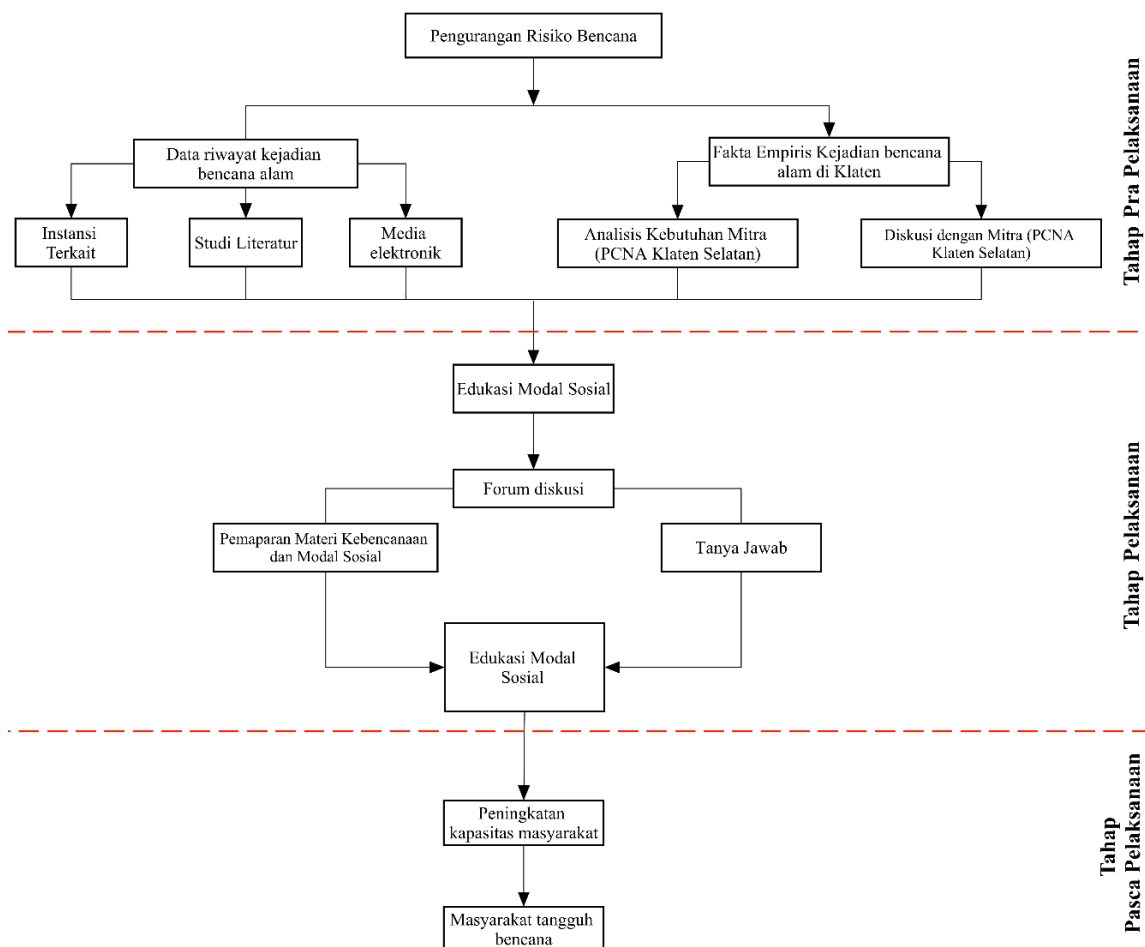 Pengurangan Risiko Bencana
Data riwayat kejadian
bencana alam
Fakta Empiris Kejadian bencana
alam di Klaten
Instansi
Terkait
Studi Literatur
Media
elektronik
Analisis Kebutuhan Mitra
(PCNA Klaten Selatan)
Diskusi dengan Mitra (PCNA
Klaten Selatan)
Tahap Pra Pelaksanaan
Edukasi Modal Sosial
Forum diskusi
Pemaparan Materi Kebencanaan
dan Modal Sosial
Tanya Jawab
Edukasi Modal
Sosial
Tahap Pelaksanaan
Peningkatan
kapasitas masyarakat
Masyarakat tangguh
bencana
Tahap
Pasca Pelaksanaan